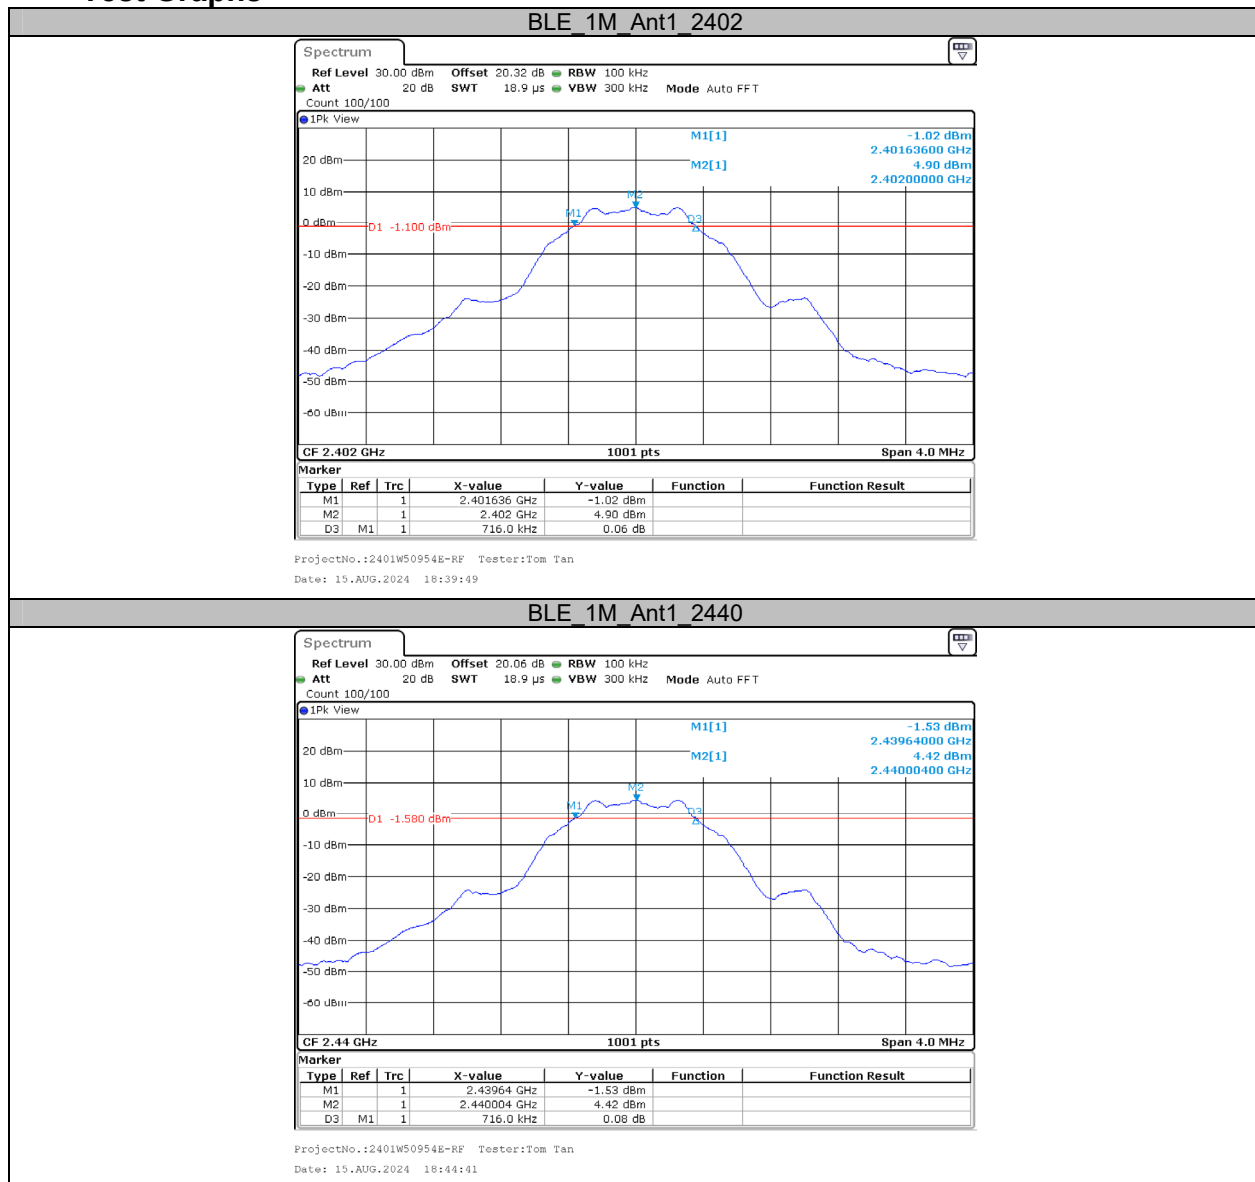 Test Graphs
BLE_1M_Ant1_2402
Spectrum
Ref Level 30.00 dBm Offset 20.32 dB RBW 100 kHz
Att 20 dB SWT 18.9 µs VBW 300 kHz Mode Auto FFT
Count 100/100
1Pk View
M1[1] -1.02 dBm
2.40163600 GHz
20 dBm
M2[1] 4.90 dBm
2.40200000 GHz
10 dBm
M2
M1
D3
0 dBm
D1 -1.100 dBm
-10 dBm
-20 dBm
-30 dBm
-40 dBm
-50 dBm
-60 dBm
CF 2.402 GHz 1001 pts Span 4.0 MHz
Marker
Type Ref Trc X-value Y-value Function Function Result
M1 1 2.401636 GHz -1.02 dBm
M2 1 2.402 GHz 4.90 dBm
D3 M1 1 716.0 kHz 0.06 dB
ProjectNo.:2401W50954E-RF Tester:Tom Tan
Date: 15.AUG.2024 18:39:49
BLE_1M_Ant1_2440
Spectrum
Ref Level 30.00 dBm Offset 20.06 dB RBW 100 kHz
Att 20 dB SWT 18.9 µs VBW 300 kHz Mode Auto FFT
Count 100/100
1Pk View
M1[1] -1.53 dBm
2.43964000 GHz
20 dBm
M2[1] 4.42 dBm
2.44000400 GHz
10 dBm
M2
M1
D3
0 dBm
D1 -1.580 dBm
-10 dBm
-20 dBm
-30 dBm
-40 dBm
-50 dBm
-60 dBm
CF 2.44 GHz 1001 pts Span 4.0 MHz
Marker
Type Ref Trc X-value Y-value Function Function Result
M1 1 2.43964 GHz -1.53 dBm
M2 1 2.440004 GHz 4.42 dBm
D3 M1 1 716.0 kHz 0.08 dB
ProjectNo.:2401W50954E-RF Tester:Tom Tan
Date: 15.AUG.2024 18:44:41